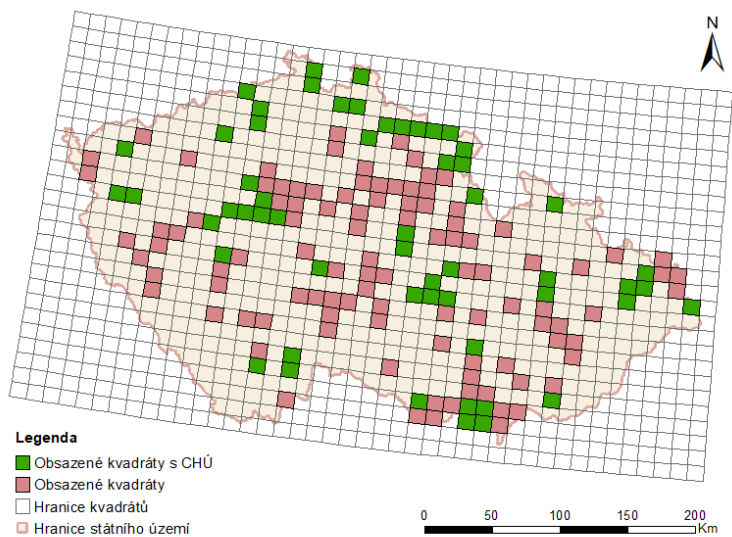 N
Legenda
Obsazené kvadráty s CHÚ
Obsazené kvadráty
Hranice kvadrátů
Hranice státního území
0 50 100 150 200
Km